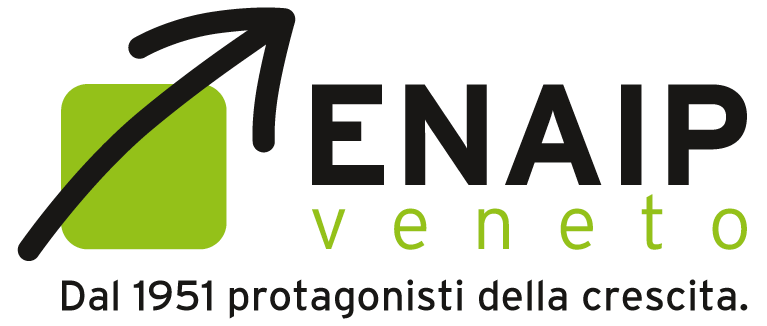 ENAIP
veneto
Dal 1951 protagonisti della crescita.